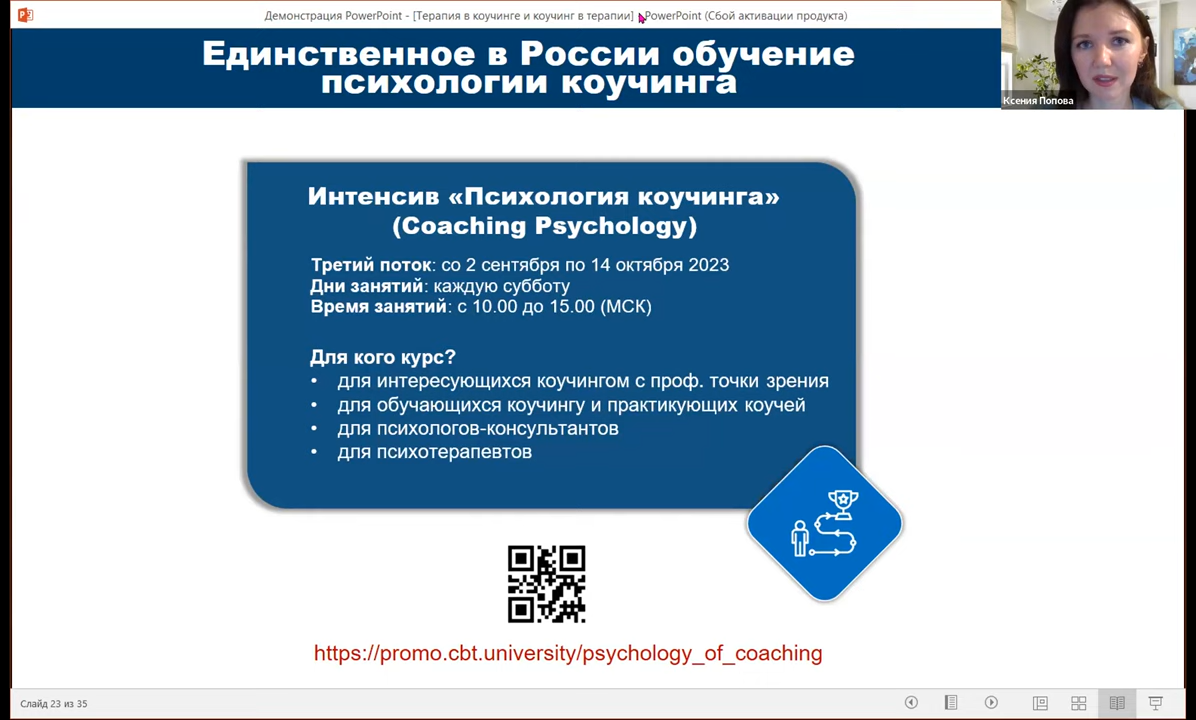 Демонстрация PowerPoint - [Терапия в коучинге и коучинг в терапии] - PowerPoint (Сбой активации продукта)
Единственное в России обучение
психологии коучинга
Ксения Попова
Интенсив «Психология коучинга»
(Coaching Psychology)
Третий поток: со 2 сентября по 14 октября 2023
Дни занятий: каждую субботу
Время занятий: с 10.00 до 15.00 (МСК)
Для кого курс?
• для интересующихся коучингом с проф. точки зрения
• для обучающихся коучингу и практикующих коучей
• для психологов-консультантов
• для психотерапевтов
https://promo.cbt.university/psychology_of_coaching
Слайд 23 из 35